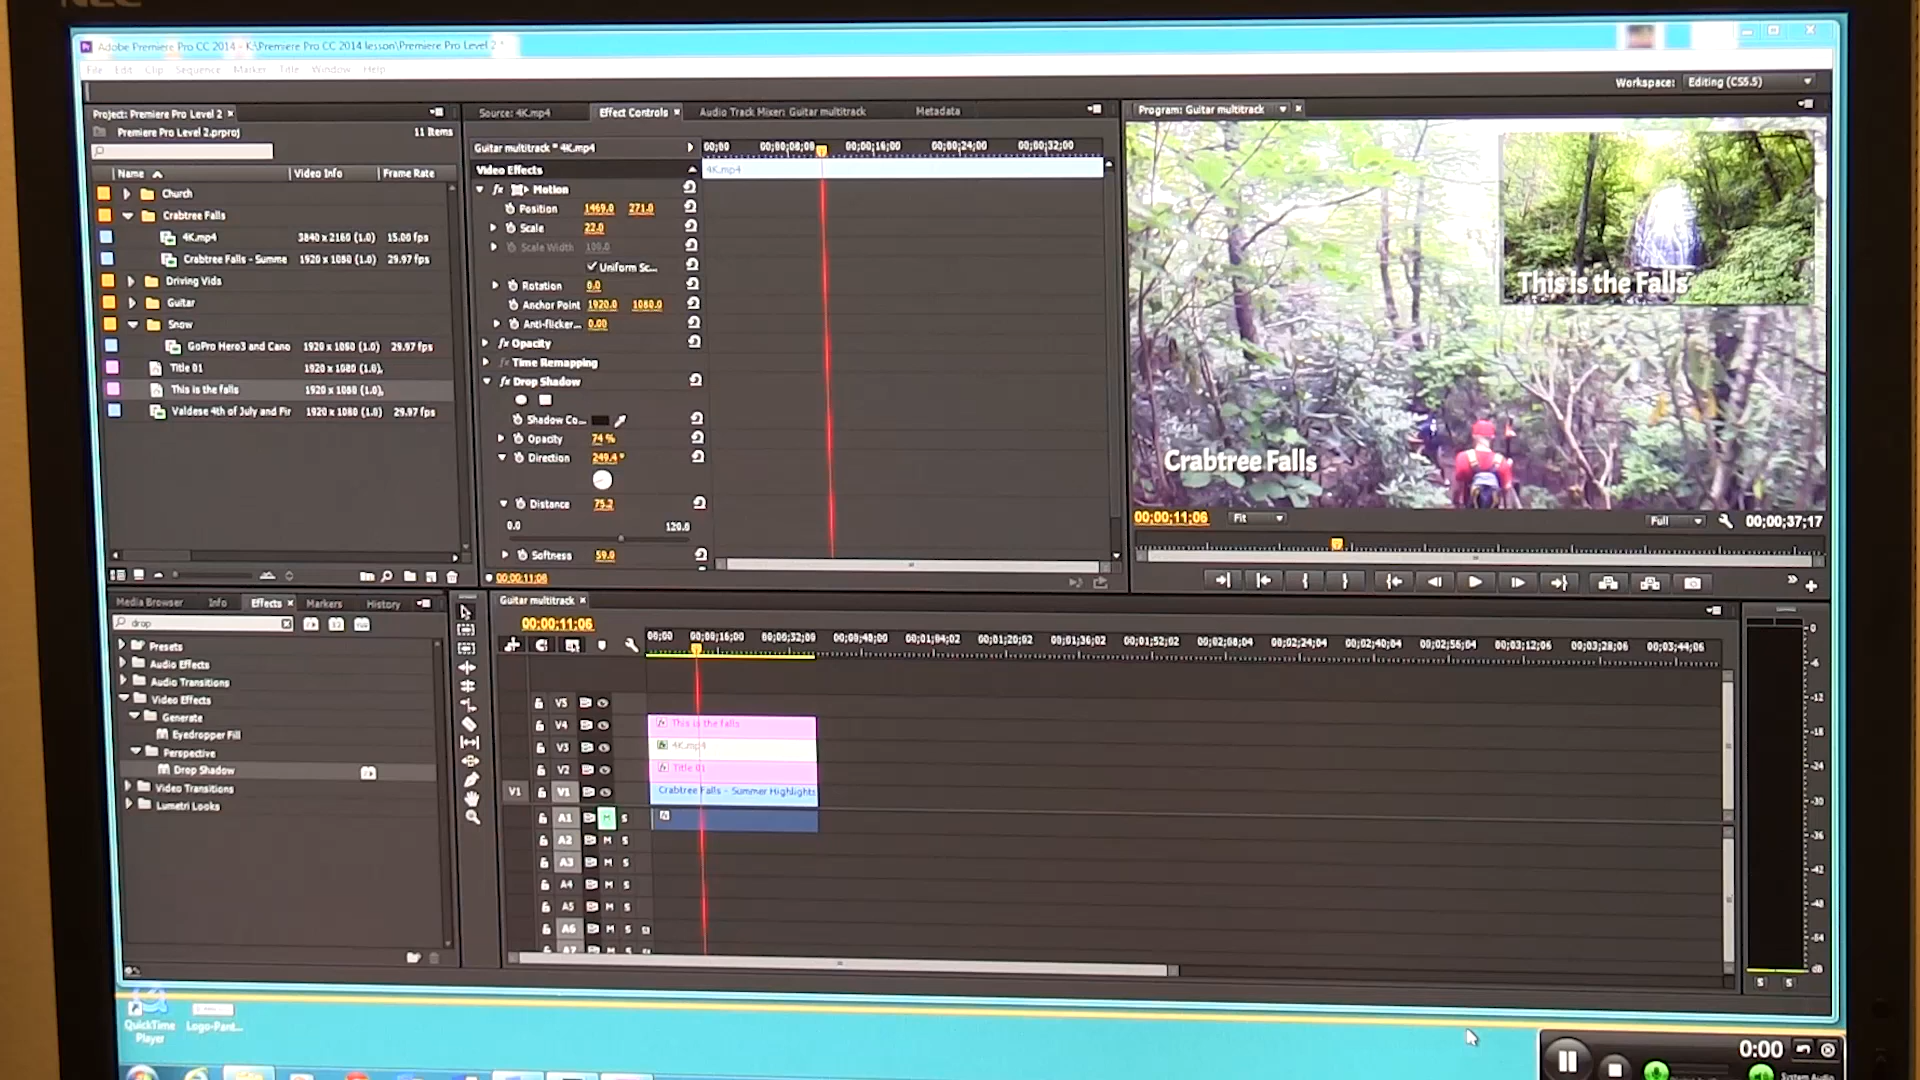 NEC
Adobe Premiere Pro CC 2014 - K:\Premiere Pro CC 2014 lesson\Premiere Pro Level 2
File Edit Clip Sequence Marker Title Window Help
Workspace: Editing (CS5.5)
Project: Premiere Pro Level 2
Premiere Pro Level 2.prproj
11 Items
Name Video Info Frame Rate
Church
Crabtree Falls
4K.mp4 3840 x 2160 (1.0) 15.00 fps
Crabtree Falls - Summe 1920 x 1080 (1.0) 29.97 fps
Driving Vids
Guitar
Snow
GoPro Hero3 and Cano 1920 x 1080 (1.0) 29.97 fps
Title 01 1920 x 1080 (1.0),
This is the falls 1920 x 1080 (1.0),
Valdese 4th of July and Fir 1920 x 1080 (1.0) 29.97 fps
Source: 4K.mp4 Effect Controls Audio Track Mixer: Guitar multitrack Metadata
Guitar multitrack * 4K.mp4
00;00 00;00;08;00 00;00;16;00 00;00;24;00 00;00;32;00
Video Effects
4K.mp4
fx Motion
Position 1469.0 271.0
Scale 22.0
Scale Width 100.0
Uniform Sc...
Rotation 0.0
Anchor Point 1920.0 1080.0
Anti-flicker... 0.00
fx Opacity
fx Time Remapping
fx Drop Shadow
Shadow Co...
Opacity 74 %
Direction 249.4 °
Distance 75.2
0.0 120.0
Softness 59.0
00;00;11;06
Program: Guitar multitrack
This is the Falls
Crabtree Falls
00;00;11;06 Fit Full 00;00;37;17
Media Browser Info Effects Markers History
drop
Presets
Audio Effects
Audio Transitions
Video Effects
Generate
Eyedropper Fill
Perspective
Drop Shadow
Video Transitions
Lumetri Looks
Guitar multitrack
00;00;11;06
00;00 00;00;16;00 00;00;32;00 00;00;48;00 00;01;04;02 00;01;20;02 00;01;36;02 00;01;52;02 00;02;08;04 00;02;24;04 00;02;40;04 00;02;56;04 00;03;12;06 00;03;28;06 00;03;44;06
V5
V4 This is the falls
V3 4K.mp4
V2 Title 01
V1 V1 Crabtree Falls - Summer Highlights
A1 M S
A2 M S
A3 M S
A4 M S
A5 M S
A6 M S
A7 M S
0
-6
-12
-18
-24
-30
-36
-42
-48
-54
dB
S S
QuickTime
Player
Logo-Pant...
0:00
System Audio